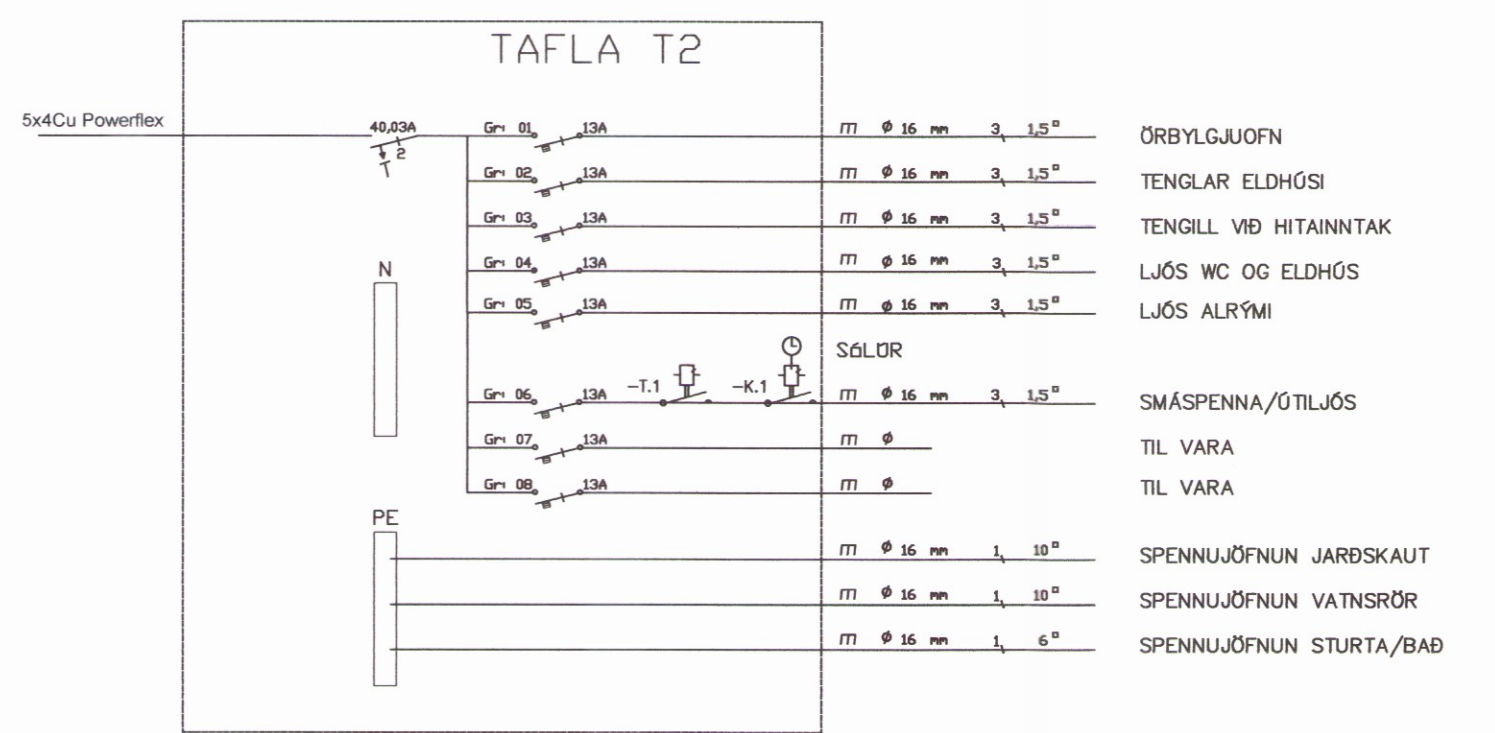 TAFLA T2
5x4Cu Powerflex
40,03A
2
T
Gr: 01 13A m ø 16 mm 3, 1,5▫ ÖRBYLGJUOFN
Gr: 02 13A m ø 16 mm 3, 1,5▫ TENGLAR ELDHÚSI
Gr: 03 13A m ø 16 mm 3, 1,5▫ TENGILL VIÐ HITAINNTAK
Gr: 04 13A m ø 16 mm 3, 1,5▫ LJÓS WC OG ELDHÚS
N
Gr: 05 13A m ø 16 mm 3, 1,5▫ LJÓS ALRÝMI
SÓLÚR
Gr: 06 13A -T.1 -K.1 m ø 16 mm 3, 1,5▫ SMÁSPENNA/ÚTILJÓS
Gr: 07 13A m ø TIL VARA
Gr: 08 13A m ø TIL VARA
PE
m ø 16 mm 1, 10▫ SPENNUJÖFNUN JARÐSKAUT
m ø 16 mm 1, 10▫ SPENNUJÖFNUN VATNSRÖR
m ø 16 mm 1, 6▫ SPENNUJÖFNUN STURTA/BAÐ